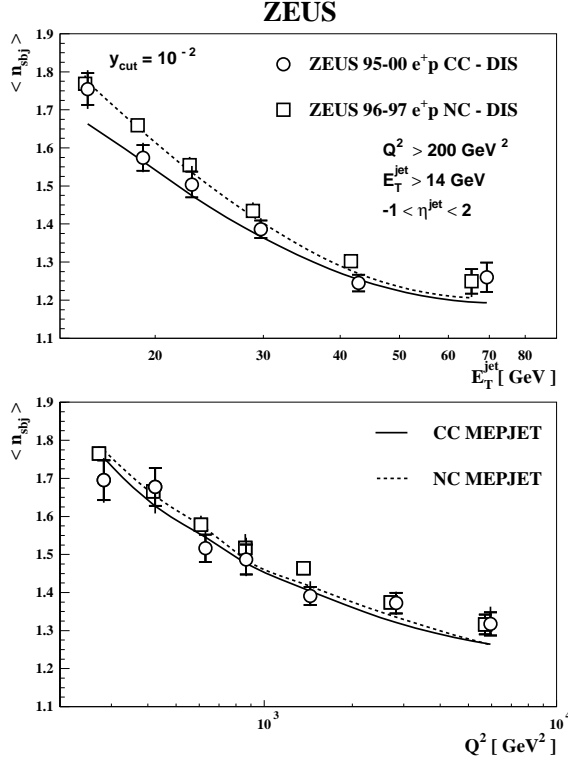 ZEUS
< n_sbj >
1.9
1.8
1.7
1.6
1.5
1.4
1.3
1.2
1.1
y_cut = 10^-2
ZEUS 95-00 e^+p CC - DIS
ZEUS 96-97 e^+p NC - DIS
Q^2 > 200 GeV^2
E_T^jet > 14 GeV
-1 < η^jet < 2
20 30 40 50 60 70 80
E_T^jet [ GeV ]
< n_sbj >
1.9
1.8
1.7
1.6
1.5
1.4
1.3
1.2
1.1
CC MEPJET
NC MEPJET
10^3 10^4
Q^2 [ GeV^2 ]